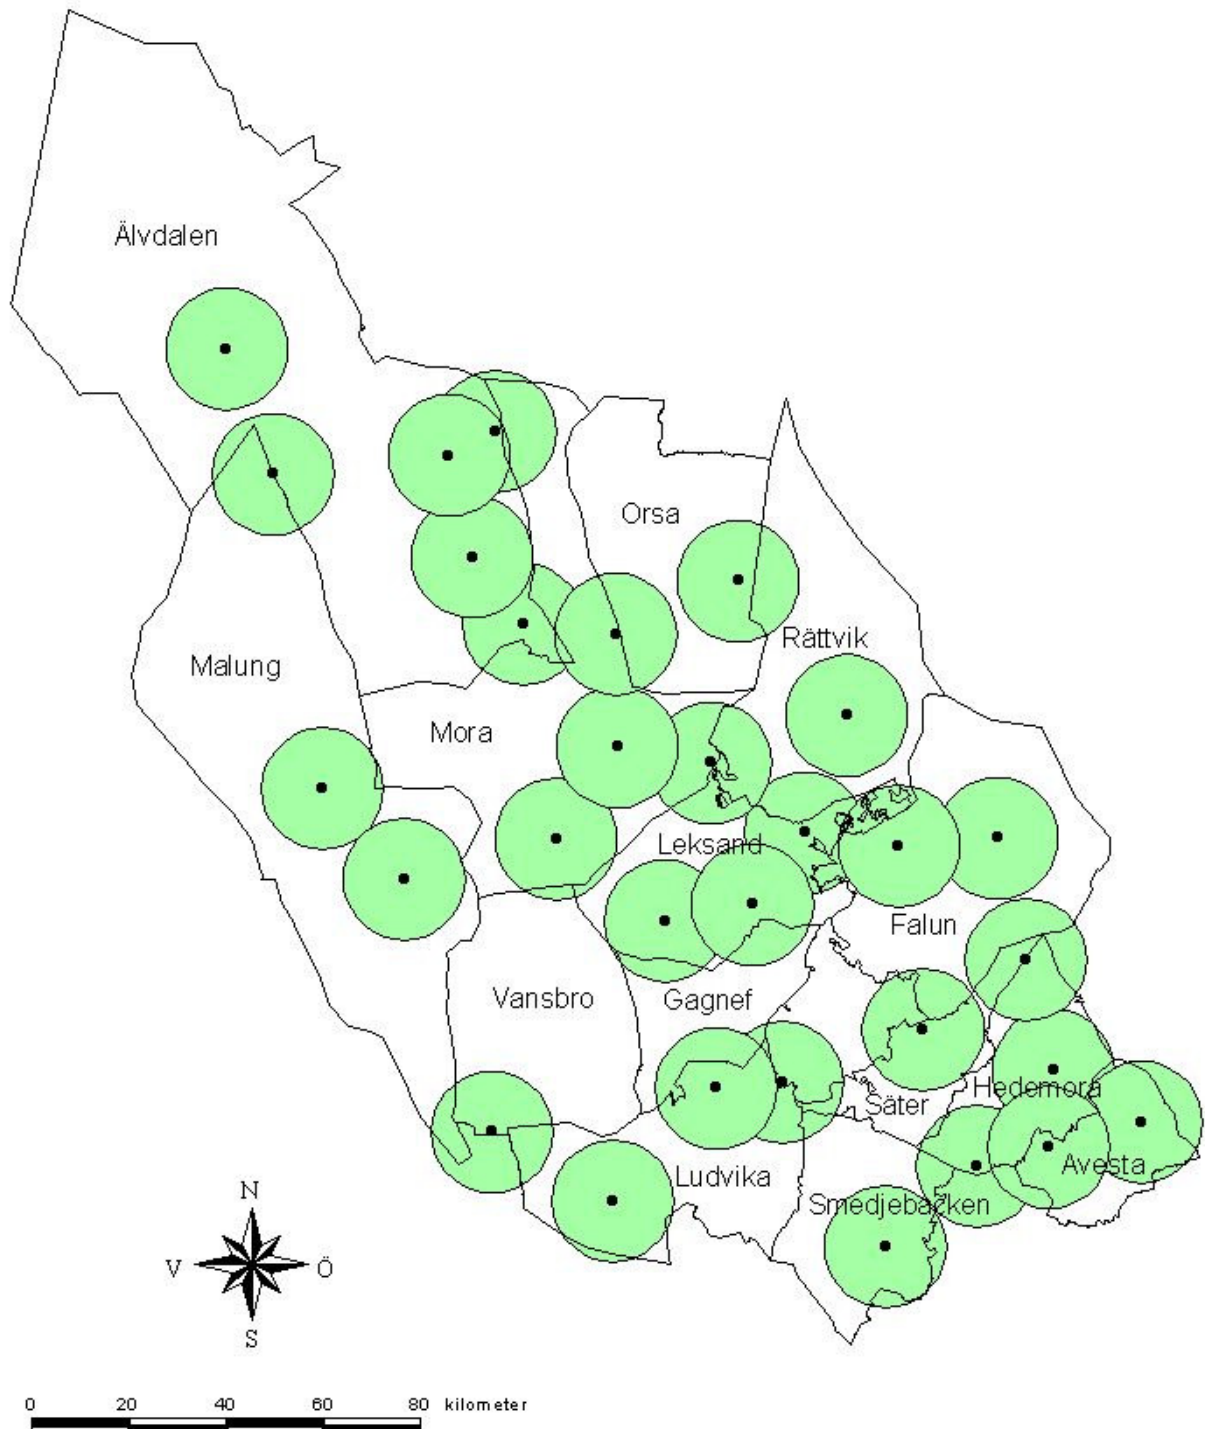 Älvdalen
Orsa
Rättvik
Malung
Mora
Leksand
Falun
Vansbro
Gagnef
Hedemora
Säter
Avesta
Ludvika
Smedjebacken
N
V Ö
S
0 20 40 60 80 kilometer